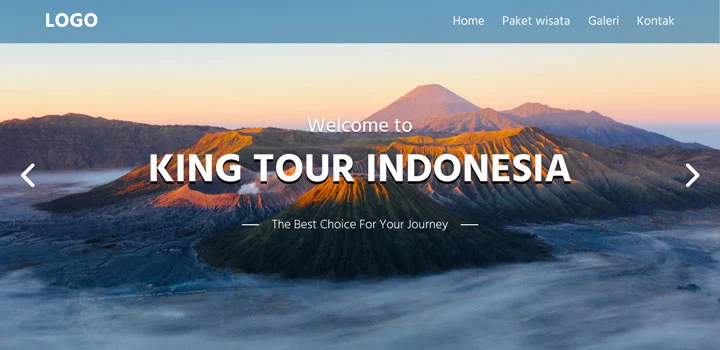 LOGO
Home Paket wisata Galeri Kontak
Welcome to
KING TOUR INDONESIA
The Best Choice For Your Journey